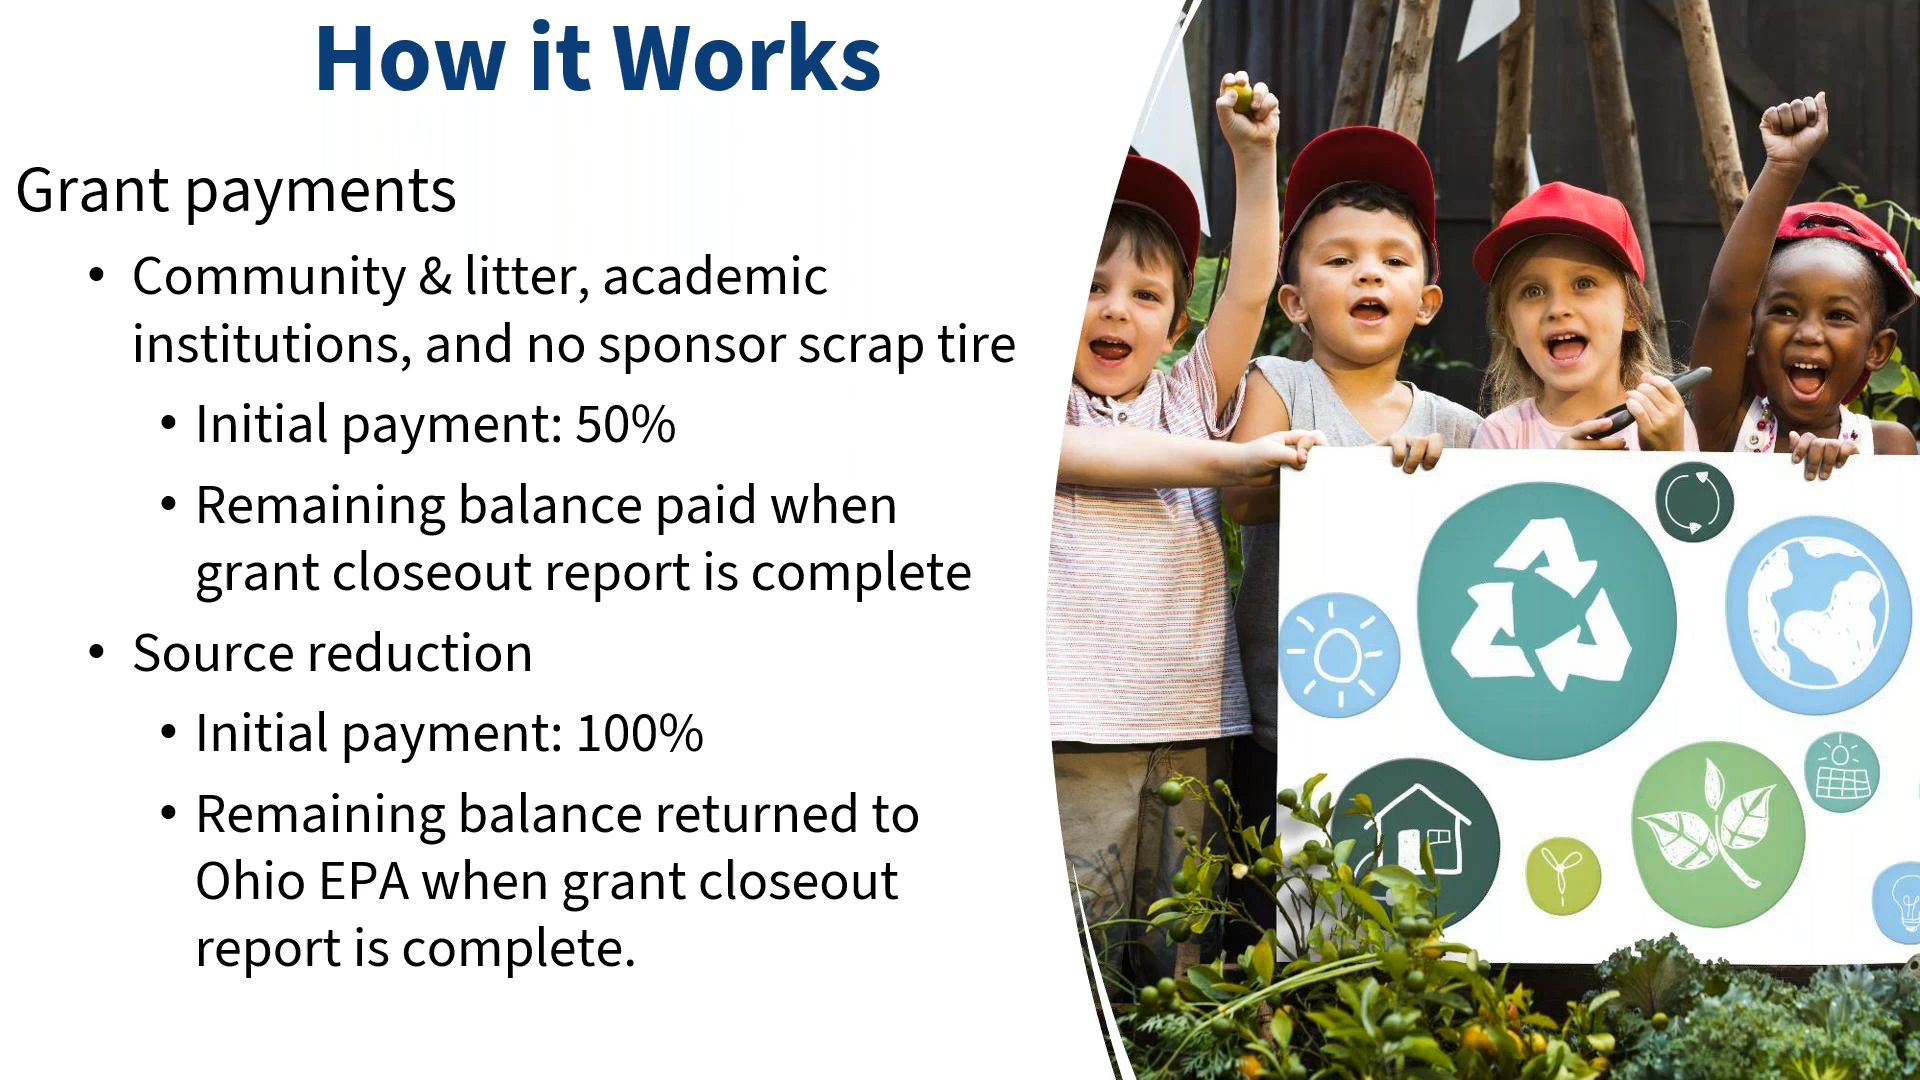 How it Works
Grant payments
• Community & litter, academic
institutions, and no sponsor scrap tire
• Initial payment: 50%
• Remaining balance paid when
grant closeout report is complete
• Source reduction
• Initial payment: 100%
• Remaining balance returned to
Ohio EPA when grant closeout
report is complete.